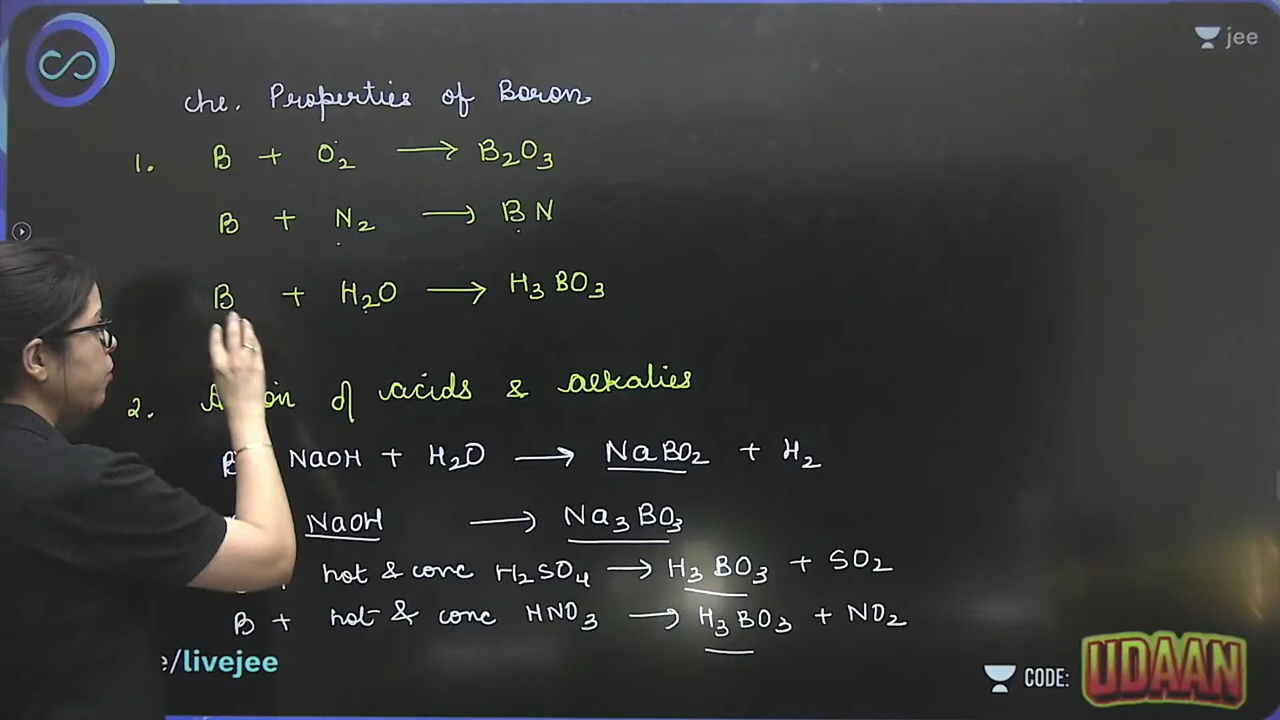 jee
che. Properties of Boron
1. B + O2 ⟶ B2O3
B + N2 ⟶ BN
B + H2O ⟶ H3BO3
2. of acids & alkalies
NaOH + H2O ⟶ NaBO2 + H2
NaOH ⟶ Na3BO3
hot & conc H2SO4 ⟶ H3BO3 + SO2
B + hot & conc HNO3 ⟶ H3BO3 + NO2
/livejee
CODE: UDAAN